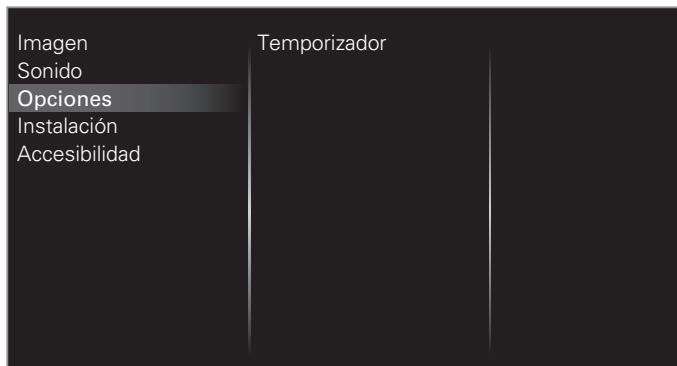 Imagen
Sonido
Opciones
Instalación
Accesibilidad
Temporizador